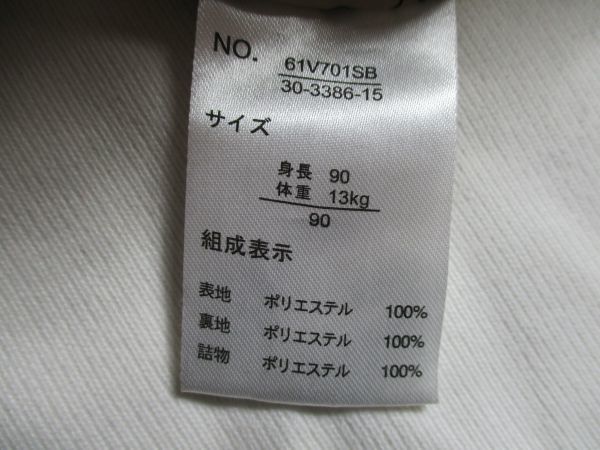 NO. 61V701SB
30-3386-15
サイズ
身長 90
体重 13kg
90
組成表示
表地 ポリエステル 100%
裏地 ポリエステル 100%
詰物 ポリエステル 100%